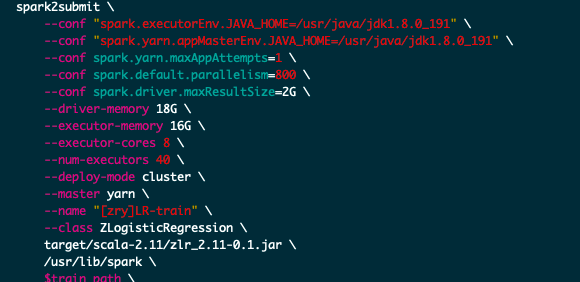 spark2submit \
--conf "spark.executorEnv.JAVA_HOME=/usr/java/jdk1.8.0_191" \
--conf "spark.yarn.appMasterEnv.JAVA_HOME=/usr/java/jdk1.8.0_191" \
--conf spark.yarn.maxAppAttempts=1 \
--conf spark.default.parallelism=800 \
--conf spark.driver.maxResultSize=2G \
--driver-memory 18G \
--executor-memory 16G \
--executor-cores 8 \
--num-executors 40 \
--deploy-mode cluster \
--master yarn \
--name "[zry]LR-train" \
--class ZLogisticRegression \
target/scala-2.11/zlr_2.11-0.1.jar \
/usr/lib/spark \
$train_path \